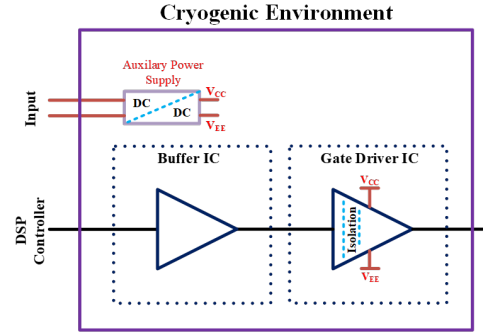 Cryogenic Environment
Auxilary Power
Supply
Input
DC
DC
VCC
VEE
Buffer IC
Gate Driver IC
DSP
Controller
VCC
Isolation
VEE